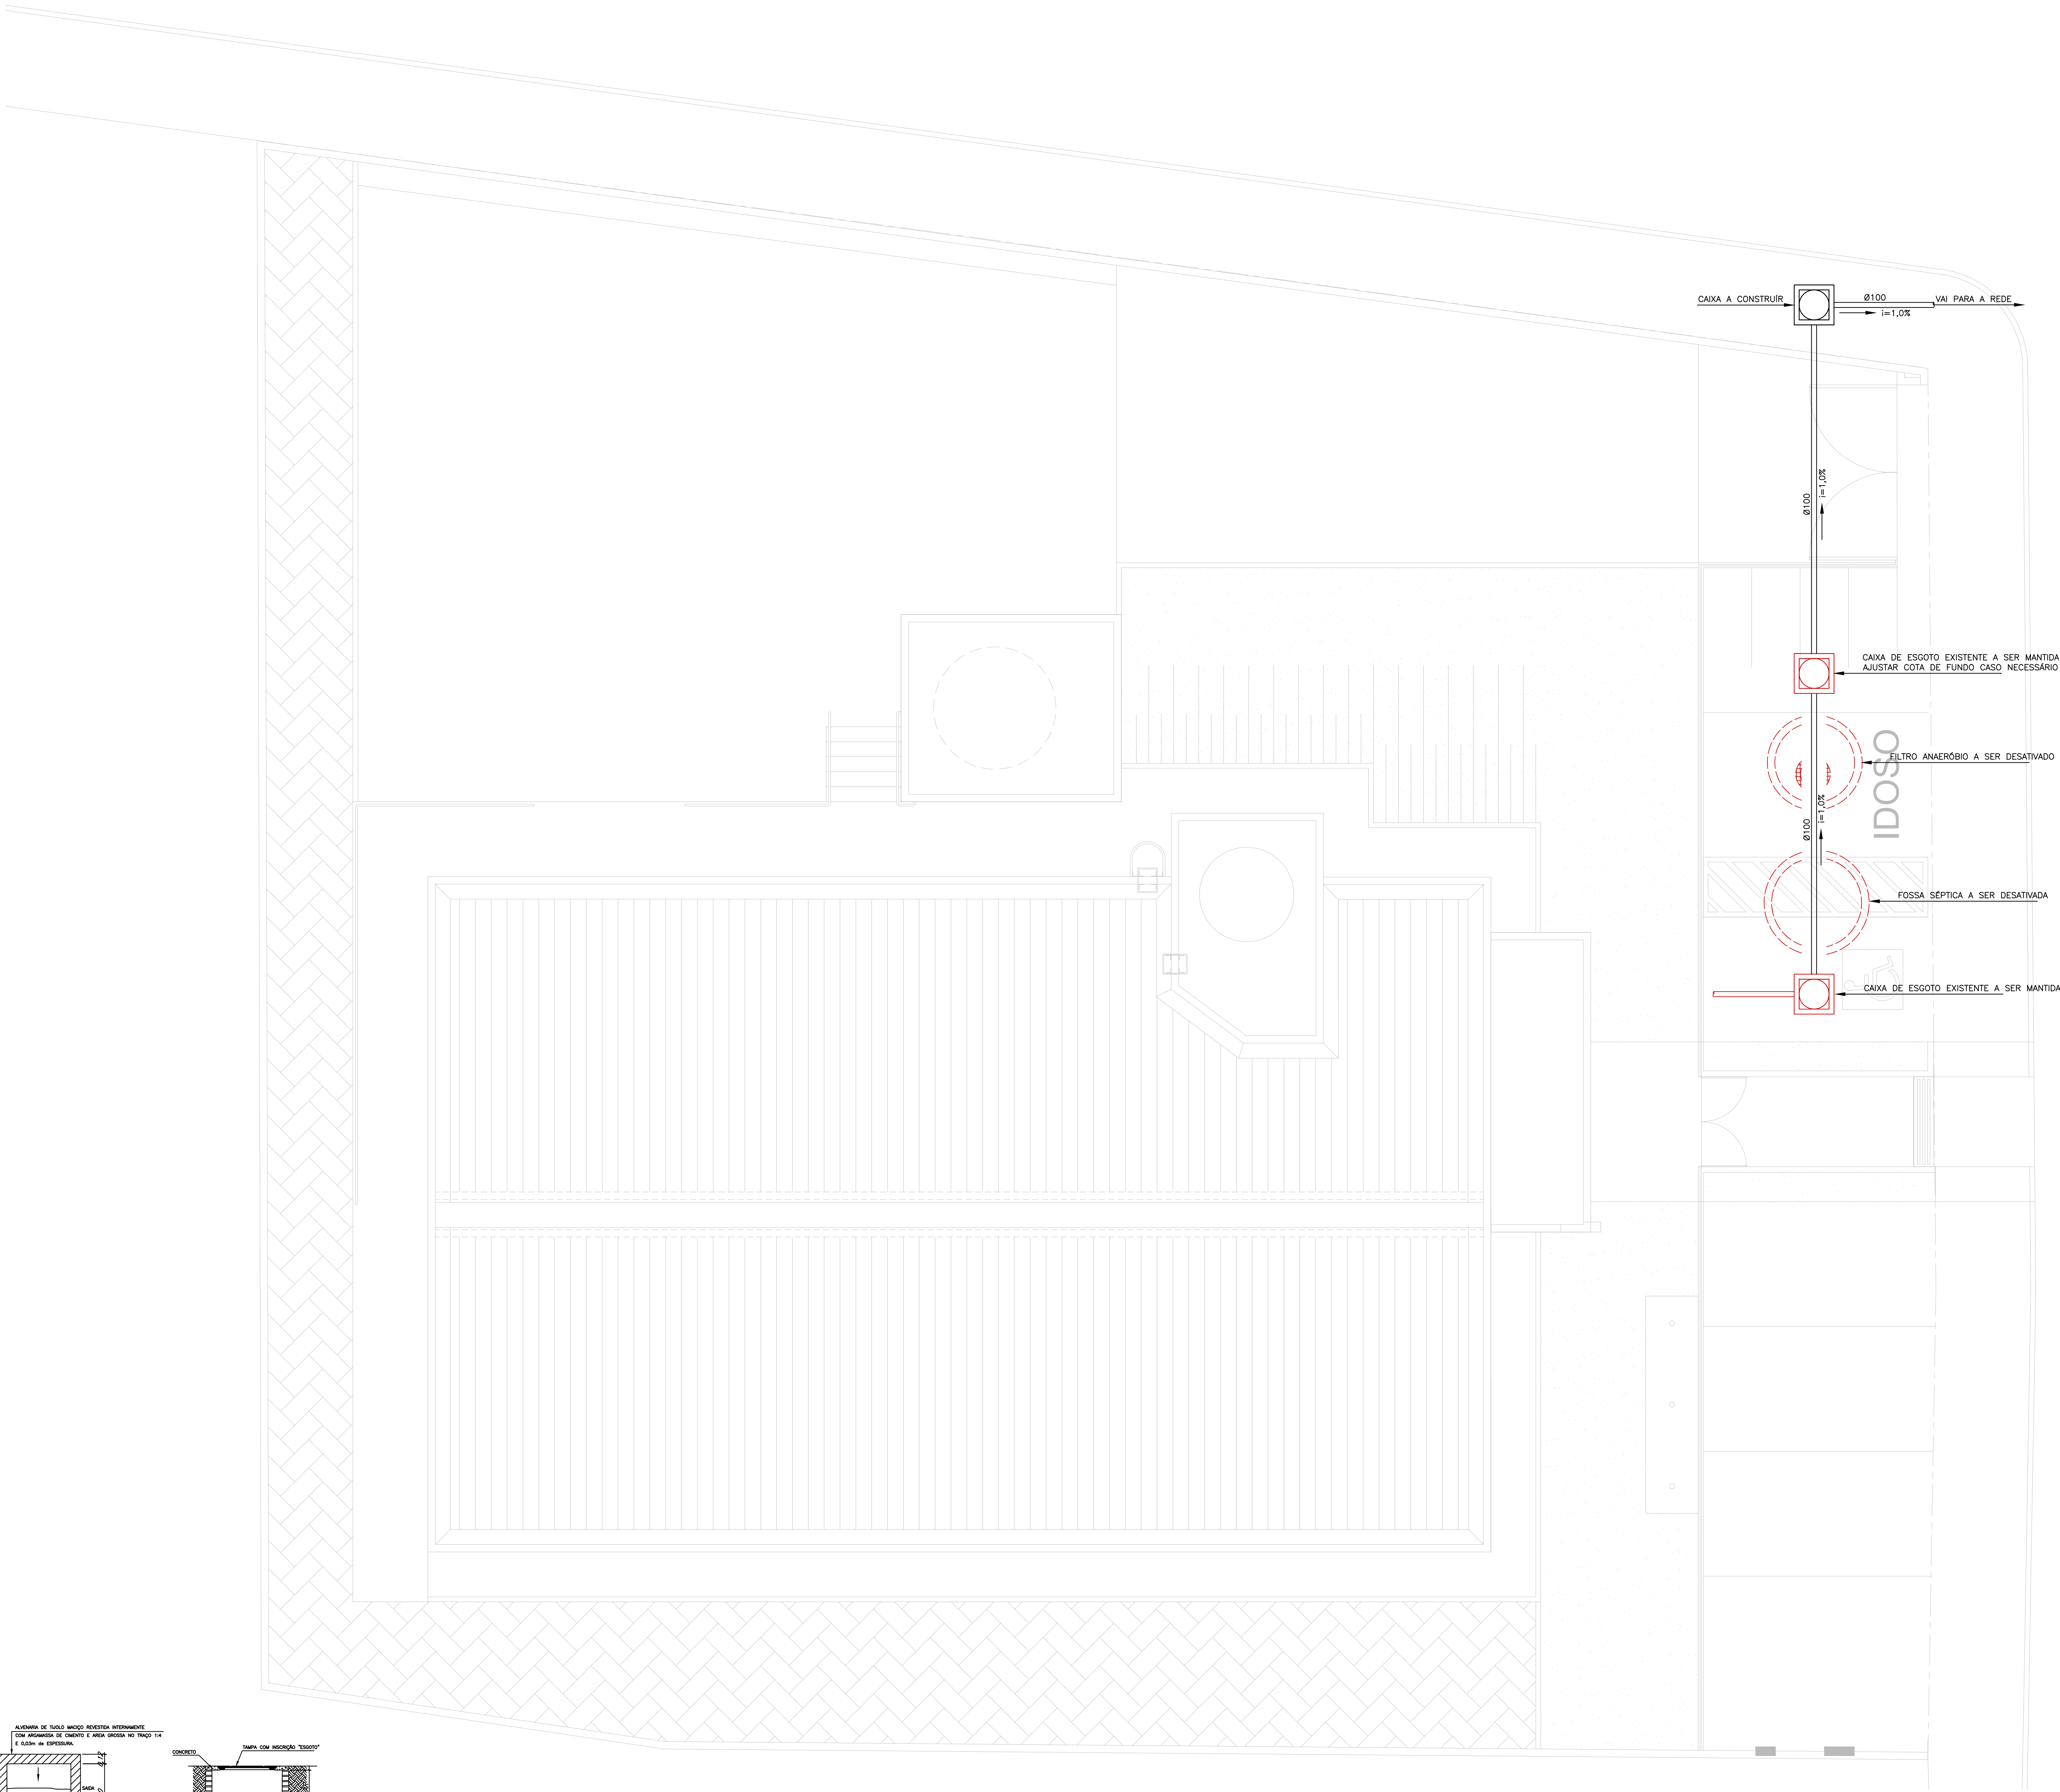 CAIXA A CONSTRUÍR
Ø100
VAI PARA A REDE
i=1,0%
Ø100
i=1,0%
CAIXA DE ESGOTO EXISTENTE A SER MANTIDA
AJUSTAR COTA DE FUNDO CASO NECESSÁRIO
IDOSO
FILTRO ANAERÓBIO A SER DESATIVADO
Ø100
i=1,0%
FOSSA SÉPTICA A SER DESATIVADA
CAIXA DE ESGOTO EXISTENTE A SER MANTIDA
ALVENARIA DE TIJOLO MACIÇO REVESTIDA INTERNAMENTE
COM ARGAMASSA DE CIMENTO E AREIA GROSSA NO TRAÇO 1:4
E 0,03m de ESPESSURA.
SAIDA
CONCRETO
TAMPA COM INSCRIÇÃO "ESGOTO"